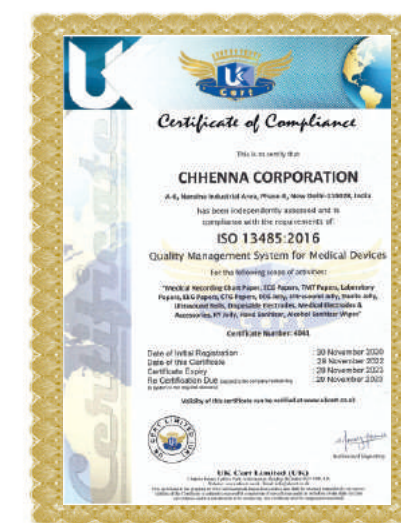 UK
Cert
Certificate of Compliance
This is to certify that
CHHENNA CORPORATION
A-6, Naraina Industrial Area, Phase-II, New Delhi-110028, India
has been independently assessed and is
compliance with the requirements of:
ISO 13485:2016
Quality Management System for Medical Devices
For the following scope of activities:
"Medical Recording Chart Paper, ECG Papers, TMT Papers, Laboratory
Papers, EEG Papers, CTG Papers, ECG Jelly, Ultrasound Jelly, Sterile Jelly,
Ultrasound Rolls, Disposable Electrodes, Medical Electrodes &
Accessories, KY Jelly, Hand Sanitizer, Alcohol Sanitizer Wipes"
Certificate Number: 6041
Date of Initial Registration : 30 November 2020
Date of this Certificate : 29 November 2022
Certificate Expiry : 29 November 2023
Re Certification Due : 29 November 2023
Validity of this certificate can be verified at www.ukcert.co.uk
UK CERT LIMITED
Authorised Signatory
UK Cert Limited (UK)
Certificate